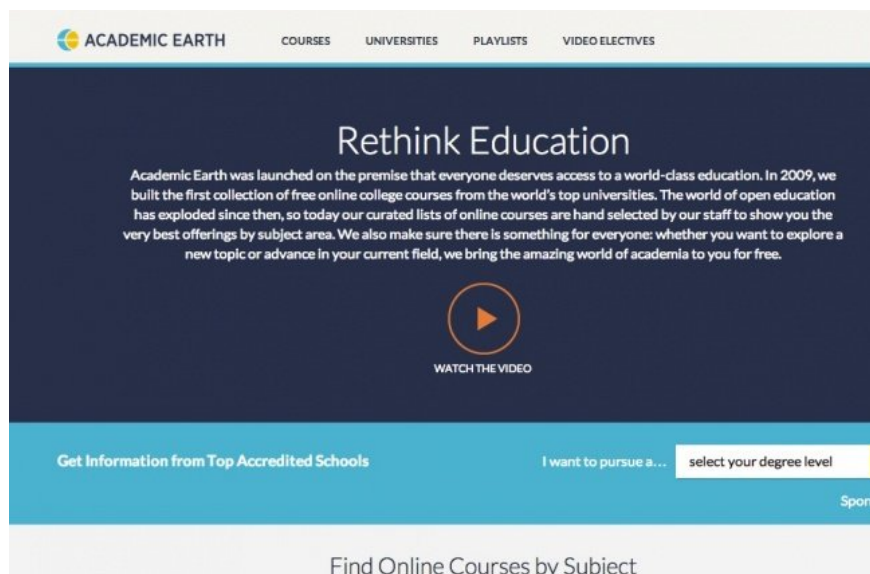 ACADEMIC EARTH COURSES UNIVERSITIES PLAYLISTS VIDEO ELECTIVES
Rethink Education
Academic Earth was launched on the premise that everyone deserves access to a world-class education. In 2009, we
built the first collection of free online college courses from the world's top universities. The world of open education
has exploded since then, so today our curated lists of online courses are hand selected by our staff to show you the
very best offerings by subject area. We also make sure there is something for everyone: whether you want to explore a
new topic or advance in your current field, we bring the amazing world of academia to you for free.
WATCH THE VIDEO
Get Information from Top Accredited Schools I want to pursue a... select your degree level
Find Online Courses by Subject